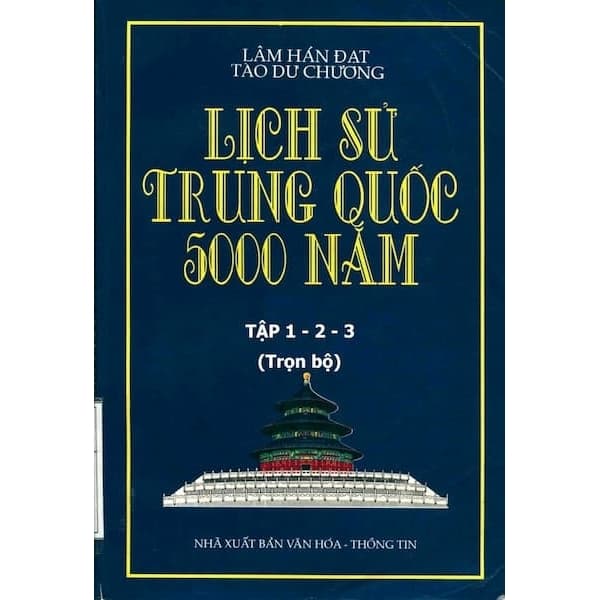 LÂM HÁN ĐẠT
TÀO DƯ CHƯƠNG
LỊCH SỬ
TRUNG QUỐC
5000 NĂM
TẬP 1 - 2 - 3
(Trọn bộ)
NHÀ XUẤT BẢN VĂN HÓA - THÔNG TIN